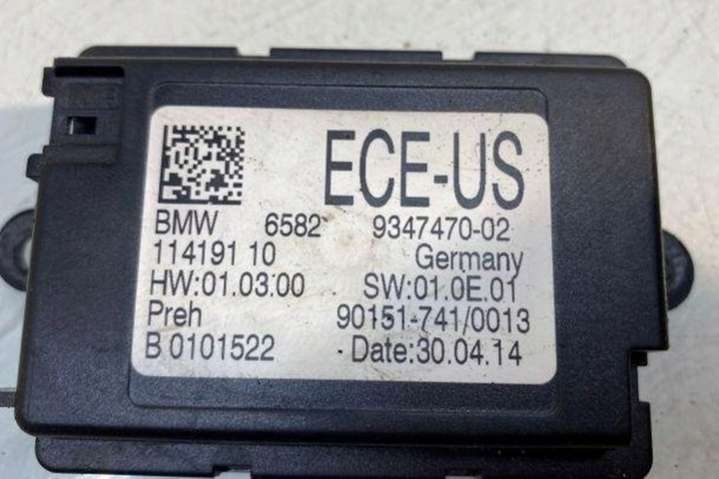 ECE-US
BMW 6582 9347470-02
114191 10 Germany
HW:01.03.00 SW:01.0E.01
Preh 90151-741/0013
B 0101522 Date:30.04.14